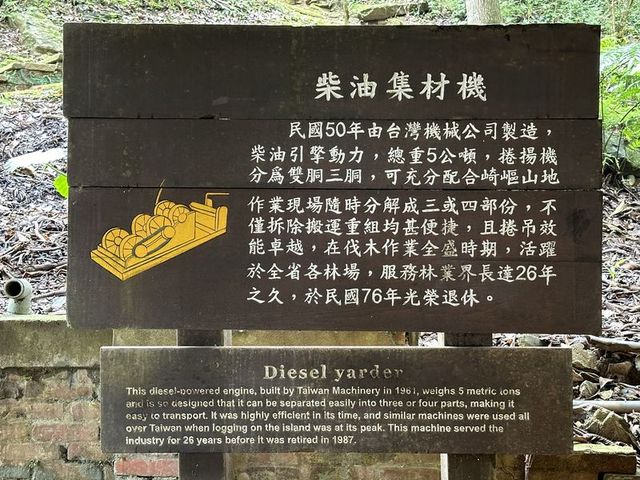 柴油集材機
民國50年由台灣機械公司製造，
柴油引擎動力，總重5公噸，捲揚機
分為雙胴三胴，可充分配合崎嶇山地
作業現場隨時分解成三或四部份，不
僅拆除搬運重組均甚便捷，且捲吊效
能卓越，在伐木作業全盛時期，活躍
於全省各林場，服務林業界長達26年
之久，於民國76年光榮退休。
Diesel yarder
This diesel-powered engine, built by Taiwan Machinery in 1961, weighs 5 metric tons
and is so designed that it can be separated easily into three or four parts, making it
easy to transport. It was highly efficient in its time, and similar machines were used all
over Taiwan when logging on the island was at its peak. This machine served the
industry for 26 years before it was retired in 1987.